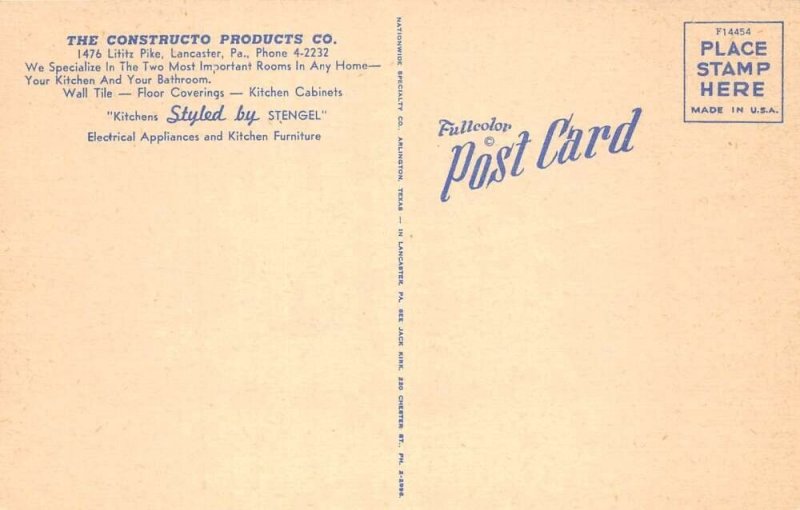 THE CONSTRUCTO PRODUCTS CO.
1476 Lititz Pike, Lancaster, Pa., Phone 4-2232
We Specialize In The Two Most Important Rooms In Any Home—
Your Kitchen And Your Bathroom.
Wall Tile — Floor Coverings — Kitchen Cabinets
"Kitchens Styled by STENGEL"
Electrical Appliances and Kitchen Furniture
NATIONWIDE SPECIALTY CO., ARLINGTON, TEXAS — IN LANCASTER, PA. SEE JACK KIRK, 220 CHESTER ST., PH. 2-2996.
Fullcolor
©
Post Card
F14454
PLACE
STAMP
HERE
MADE IN U.S.A.